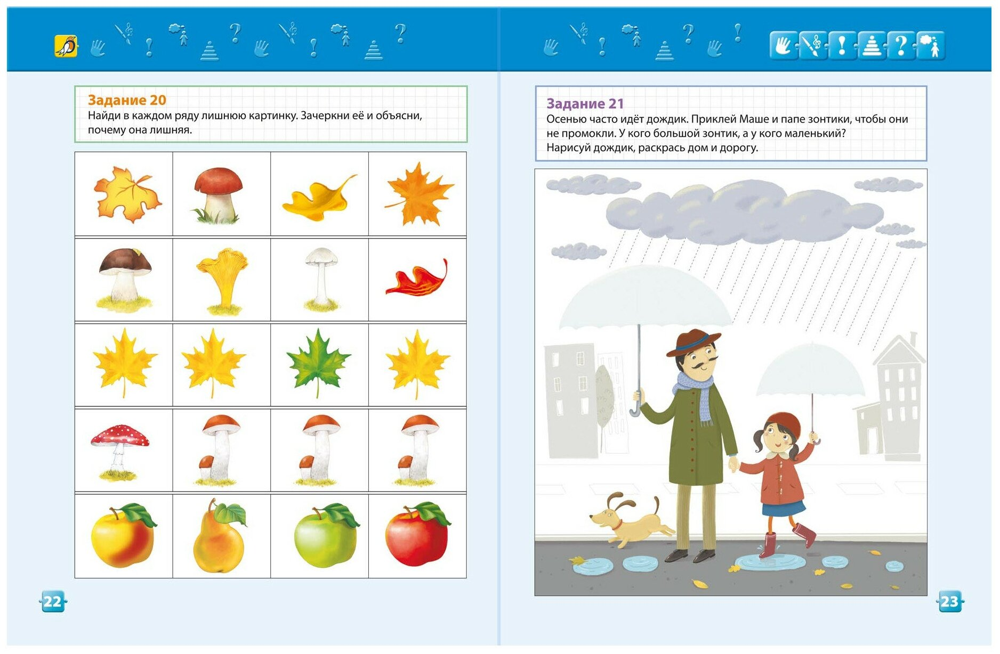 Задание 20
Найди в каждом ряду лишнюю картинку. Зачеркни её и объясни,
почему она лишняя.
22
Задание 21
Осенью часто идёт дождик. Приклей Маше и папе зонтики, чтобы они
не промокли. У кого большой зонтик, а у кого маленький?
Нарисуй дождик, раскрась дом и дорогу.
23